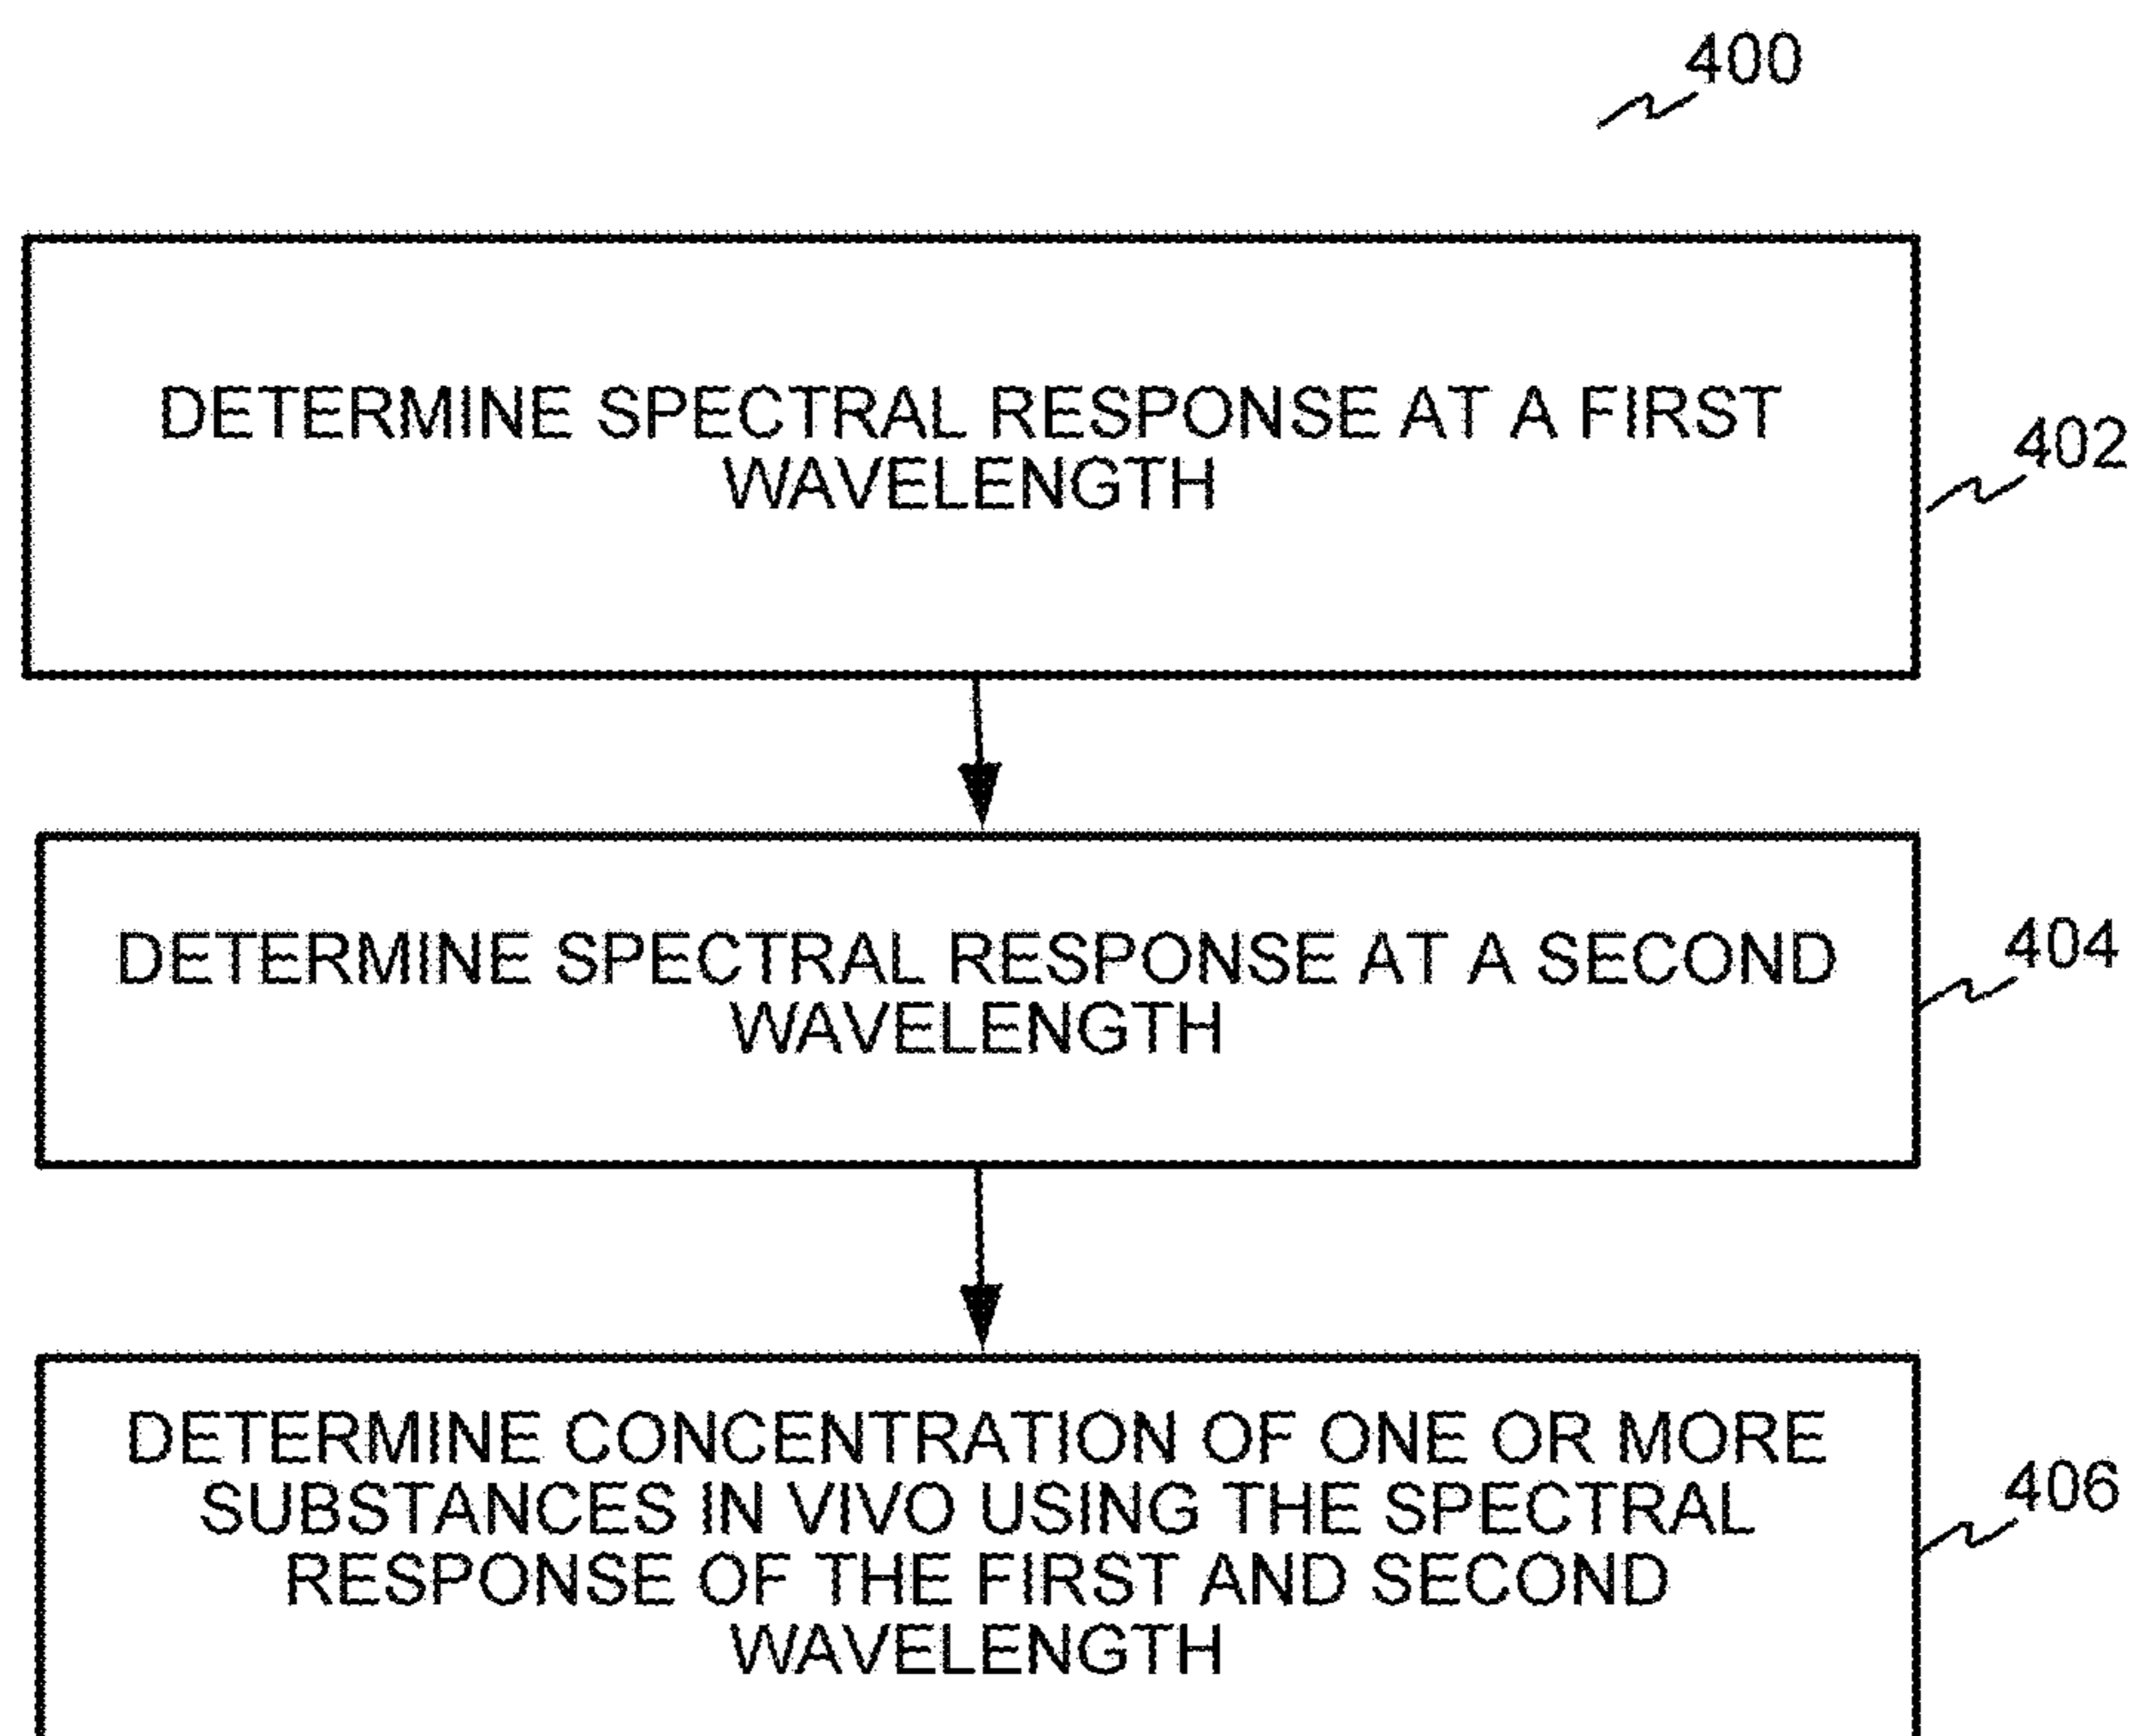 400
DETERMINE SPECTRAL RESPONSE AT A FIRST
WAVELENGTH
402
DETERMINE SPECTRAL RESPONSE AT A SECOND
WAVELENGTH
404
DETERMINE CONCENTRATION OF ONE OR MORE
SUBSTANCES IN VIVO USING THE SPECTRAL
RESPONSE OF THE FIRST AND SECOND
WAVELENGTH
406